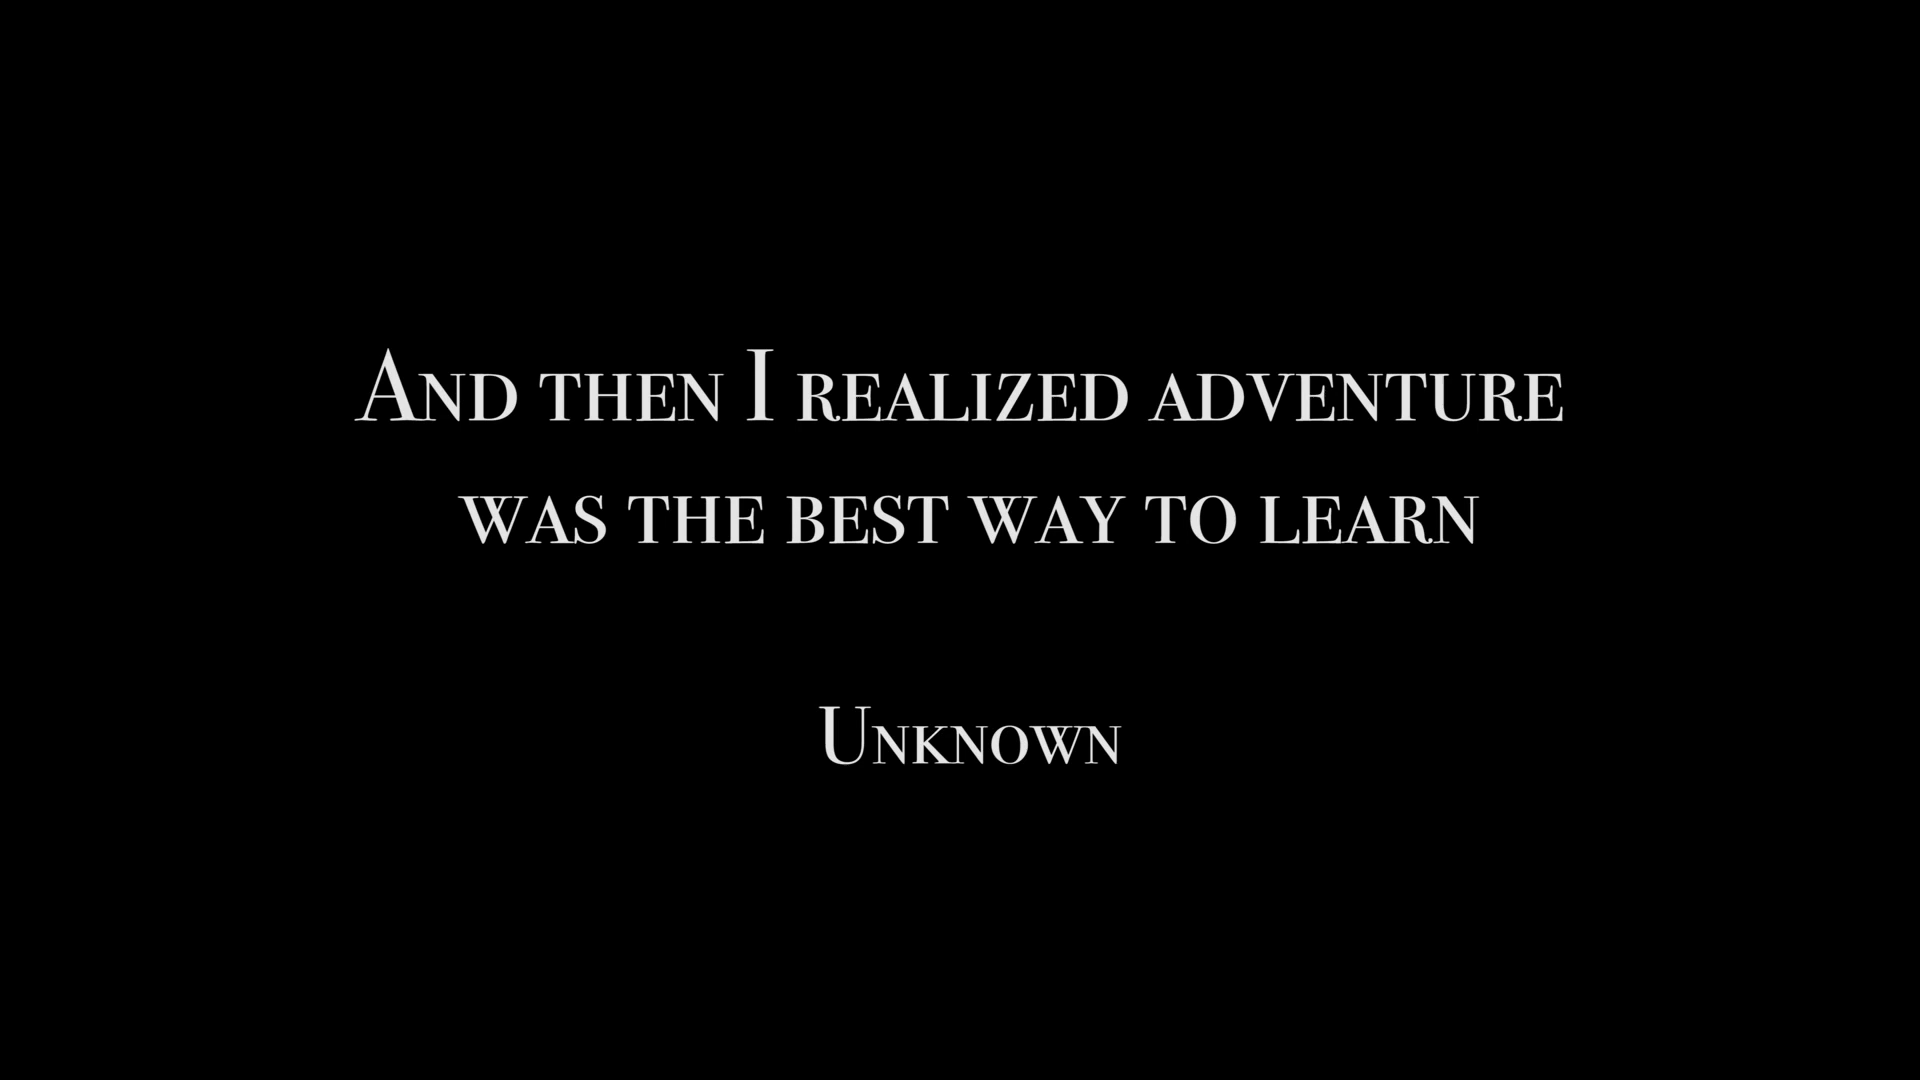 And then I realized adventure
was the best way to learn
Unknown